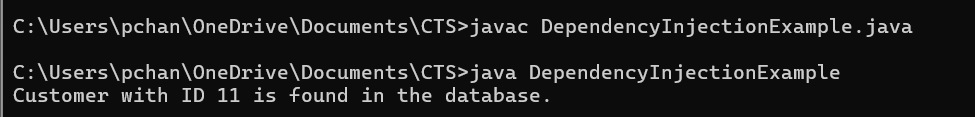 C:\Users\pchan\OneDrive\Documents\CTS>javac DependencyInjectionExample.java
C:\Users\pchan\OneDrive\Documents\CTS>java DependencyInjectionExample
Customer with ID 11 is found in the database.